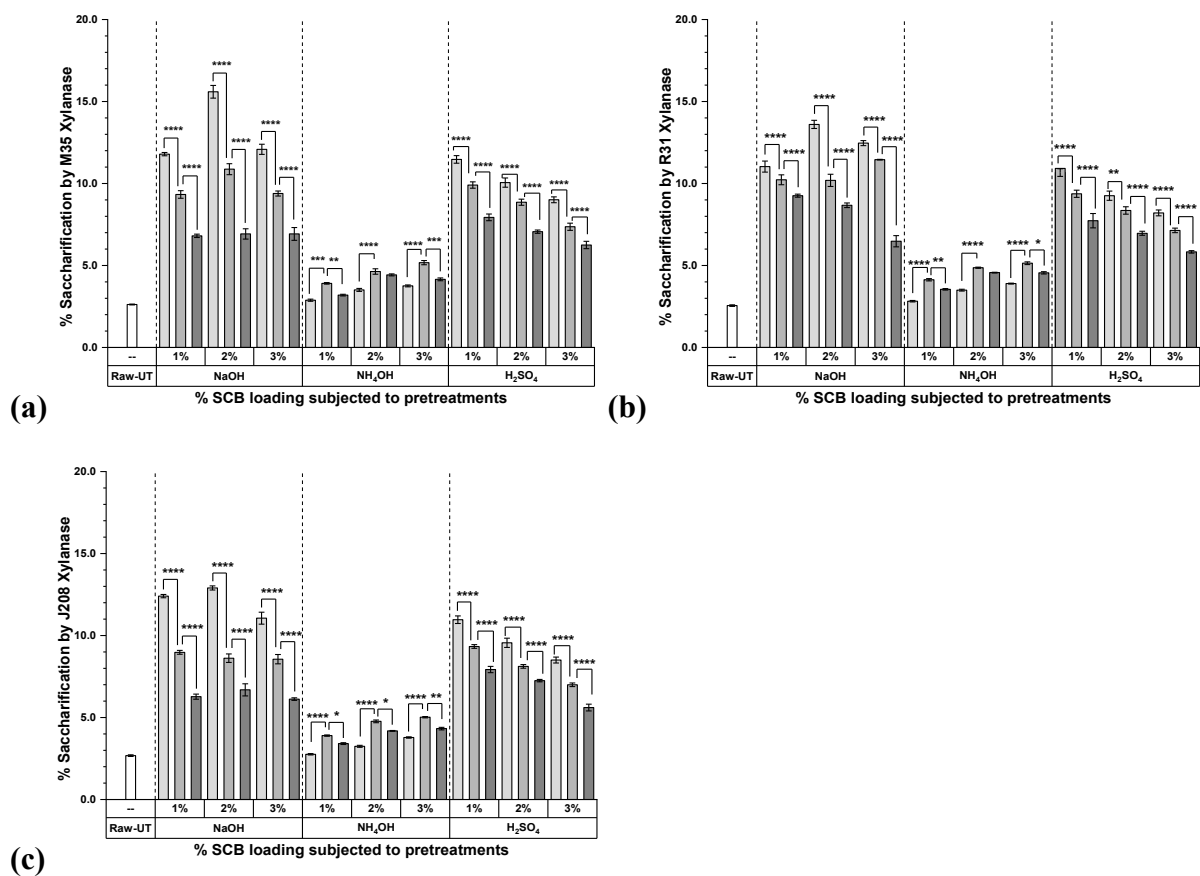 20.0
15.0
10.0
5.0
0.0
% Saccharification by M35 Xylanase
**** **** **** **** **** **** *** ** **** **** *** **** **** **** **** **** ****
-- 1% 2% 3% 1% 2% 3% 1% 2% 3%
Raw-UT NaOH NH₄OH H₂SO₄
% SCB loading subjected to pretreatments
(a)
20.0
15.0
10.0
5.0
0.0
% Saccharification by R31 Xylanase
**** **** **** **** **** **** **** ** **** **** * **** **** ** **** **** ****
-- 1% 2% 3% 1% 2% 3% 1% 2% 3%
Raw-UT NaOH NH₄OH H₂SO₄
% SCB loading subjected to pretreatments
(b)
20.0
15.0
10.0
5.0
0.0
% Saccharification by J208 Xylanase
**** **** **** **** **** **** **** * **** * **** ** **** **** **** **** **** ****
-- 1% 2% 3% 1% 2% 3% 1% 2% 3%
Raw-UT NaOH NH₄OH H₂SO₄
% SCB loading subjected to pretreatments
(c)